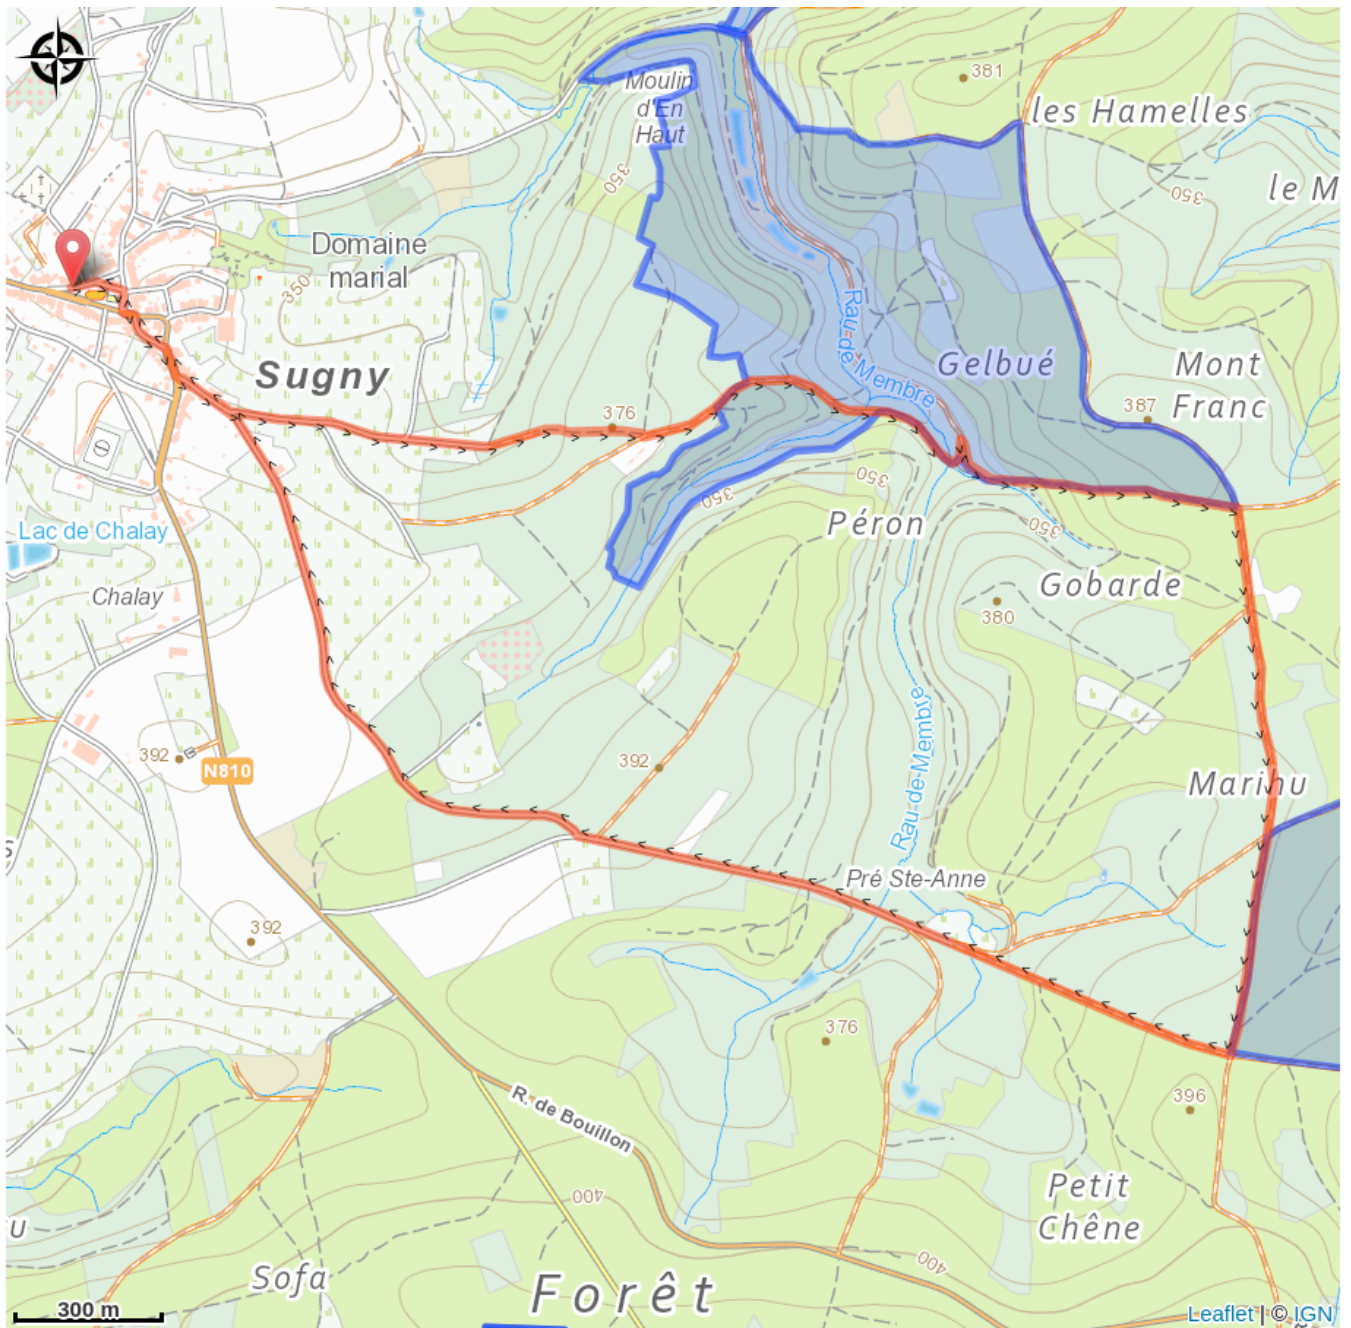 381
les Hamelles
Moulin
d'En
Haut
350
350
le M
Domaine
marial
350
Rau-de-Membre
Gelbué
Mont
Franc
Sugny
387
376
350
350
350
Péron
Lac de Chalay
Chalay
Gobarde
380
392
N810
392
Rau-de-Membre
Marihu
s
Pré Ste-Anne
392
376
R. de Bouillon
396
400
Petit
Chêne
u
400
Sofa
Forêt
300 m
Leaflet | © IGN